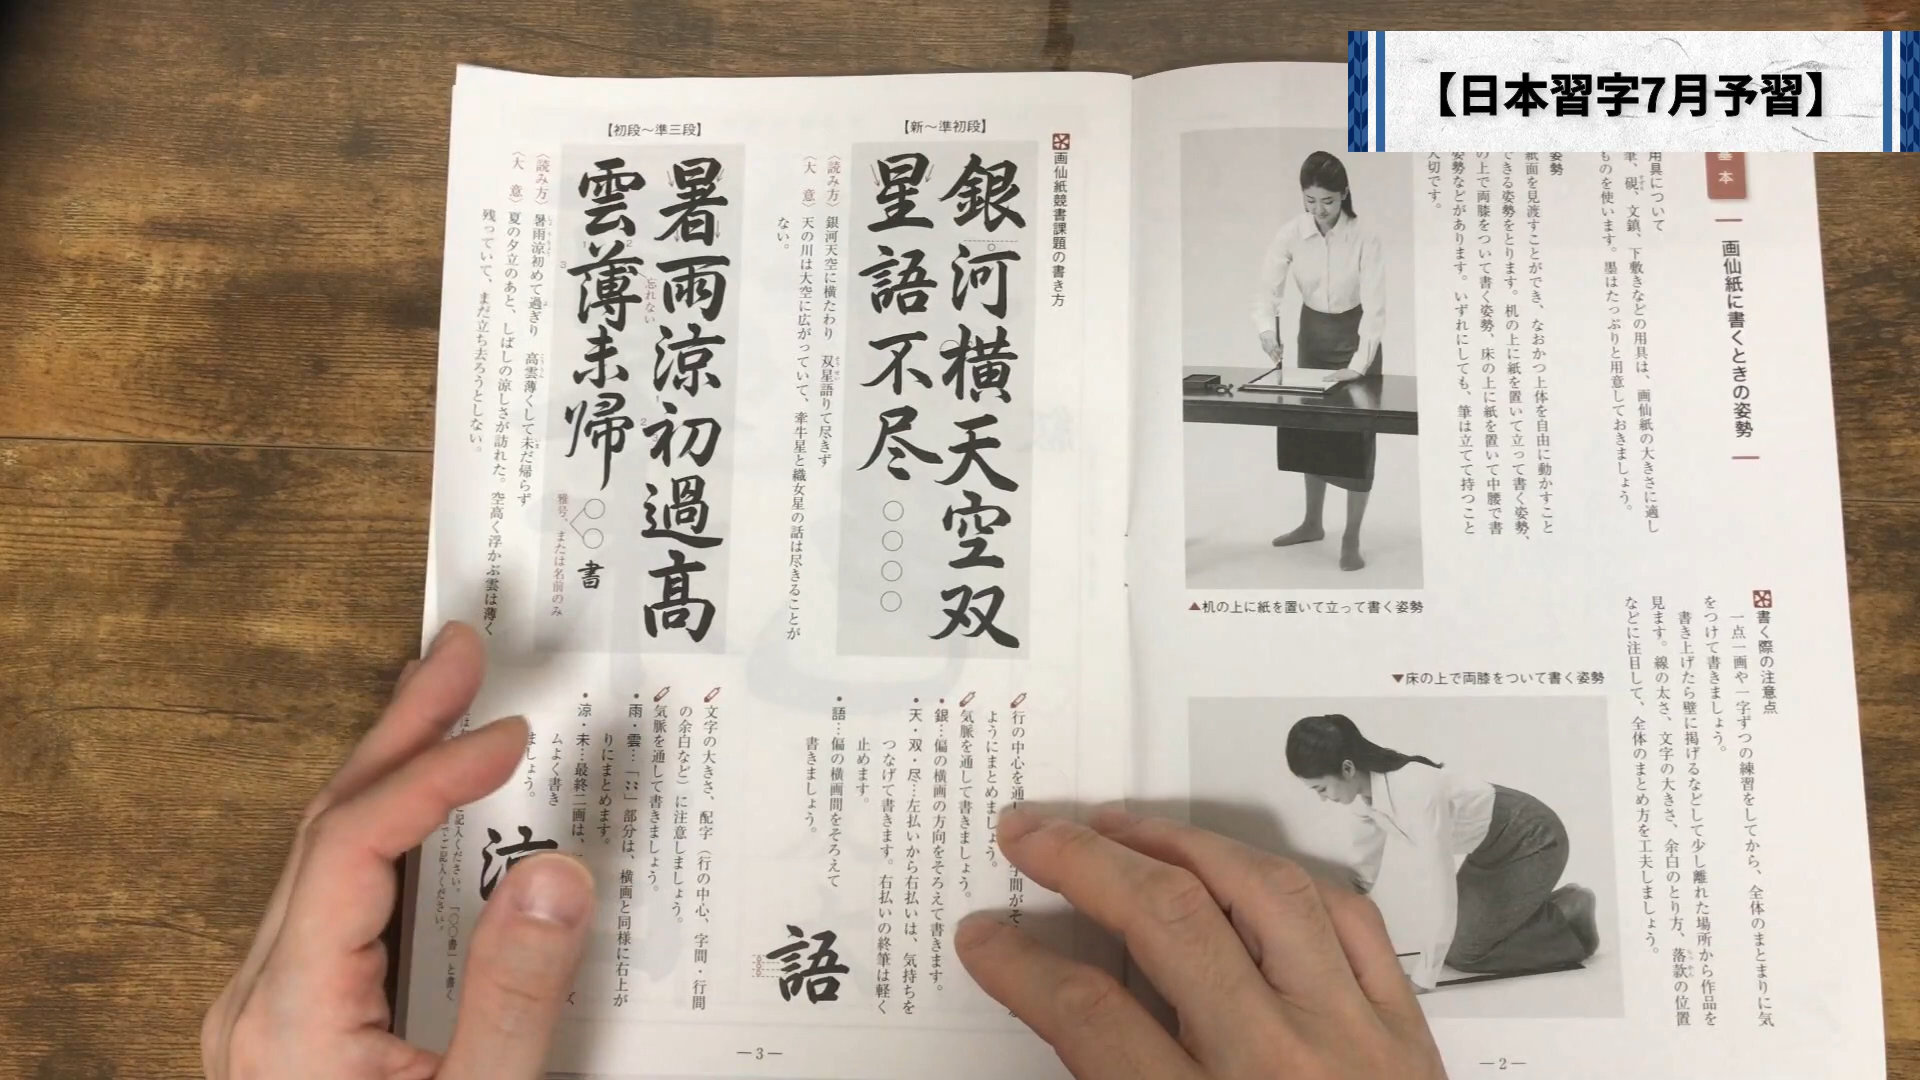 【日本習字7月予習】
基本
画仙紙に書くときの姿勢
用具について
筆、硯、文鎮、下敷きなどの用具は、画仙紙の大きさに適し
ものを使います。墨はたっぷりと用意しておきましょう。
姿勢
紙面を見渡すことができ、なおかつ上体を自由に動かすこと
できる姿勢をとります。机の上に紙を置いて立って書く姿勢、
の上で両膝をついて書く姿勢、床の上に紙を置いて中腰で書
姿勢などがあります。いずれにしても、筆は立てて持つこと
大切です。
▲机の上に紙を置いて立って書く姿勢
書く際の注意点
一点一画や一字ずつの練習をしてから、全体のまとまりに気
をつけて書きましょう。
書き上げたら壁に掲げるなどして少し離れた場所から作品を
見ます。線の太さ、文字の大きさ、余白のとり方、落款の位置
などに注目して、全体のまとめ方を工夫しましょう。
▼床の上で両膝をついて書く姿勢
―2―
画仙紙競書課題の書き方
【新～準初段】
銀河横天空双
星語不尽○○○○
〈読み方〉 銀河天空に横たわり 双星語りて尽きず
〈大 意〉 天の川は大空に広がっていて、牽牛星と織女星の話は尽きることが
ない。
行の中心を通し
ようにまとめましょう。
気脈を通して書きましょう。
・銀…偏の横画の方向をそろえて書きます。
・天・双・尽…左払いから右払いは、気持ちを
つなげて書きます。右払いの終筆は軽く
止めます。
・語…偏の横画間をそろえて
書きましょう。
語
【初段～準三段】
暑雨涼初過高
雲薄未帰○○書
忘れない
雅号、または名前のみ
〈読み方〉 暑雨涼初めて過ぎり 高雲薄くして未だ帰らず
〈大 意〉 夏の夕立のあと、しばしの涼しさが訪れた。空高く浮かぶ雲は薄く
残っていて、まだ立ち去ろうとしない。
文字の大きさ、配字（行の中心、字間・行間
の余白など）に注意しましょう。
気脈を通して書きましょう。
・雨・雲…「」部分は、横画と同様に右上が
りにまとめます。
・涼・未…最終二画は、
ムよく書き
ましょう。
涼
記入ください。「○○書」と書く
でご記入ください。
―3―